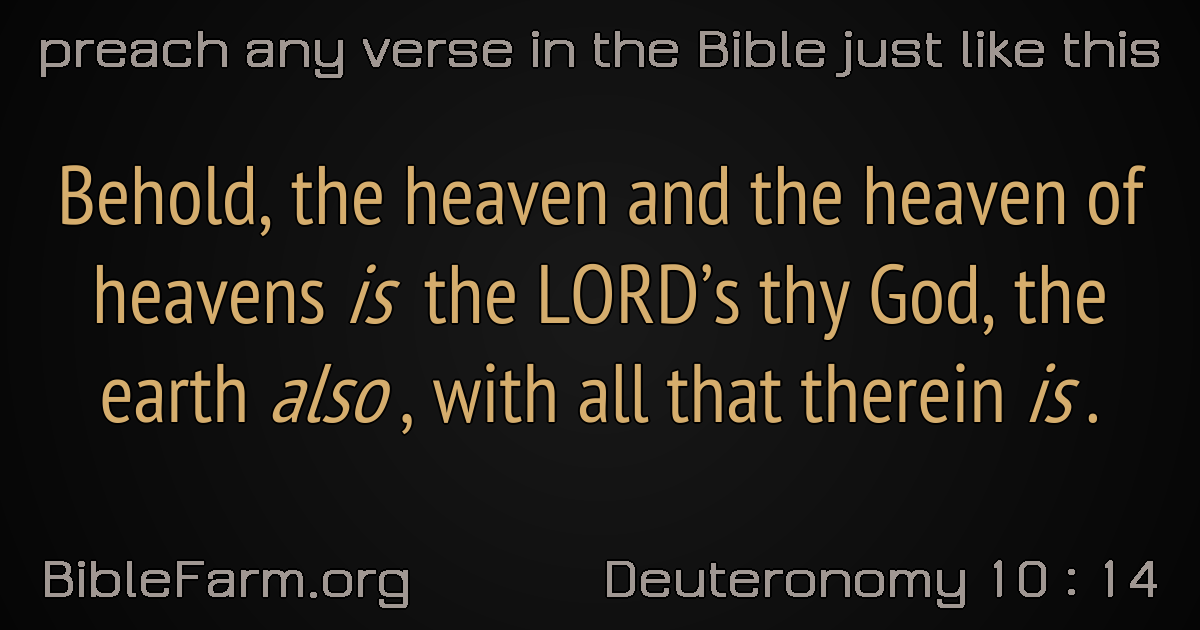 preach any verse in the Bible just like this
Behold, the heaven and the heaven of
heavens is the LORD’s thy God, the
earth also , with all that therein is .
BibleFarm.org
Deuteronomy 10 : 14